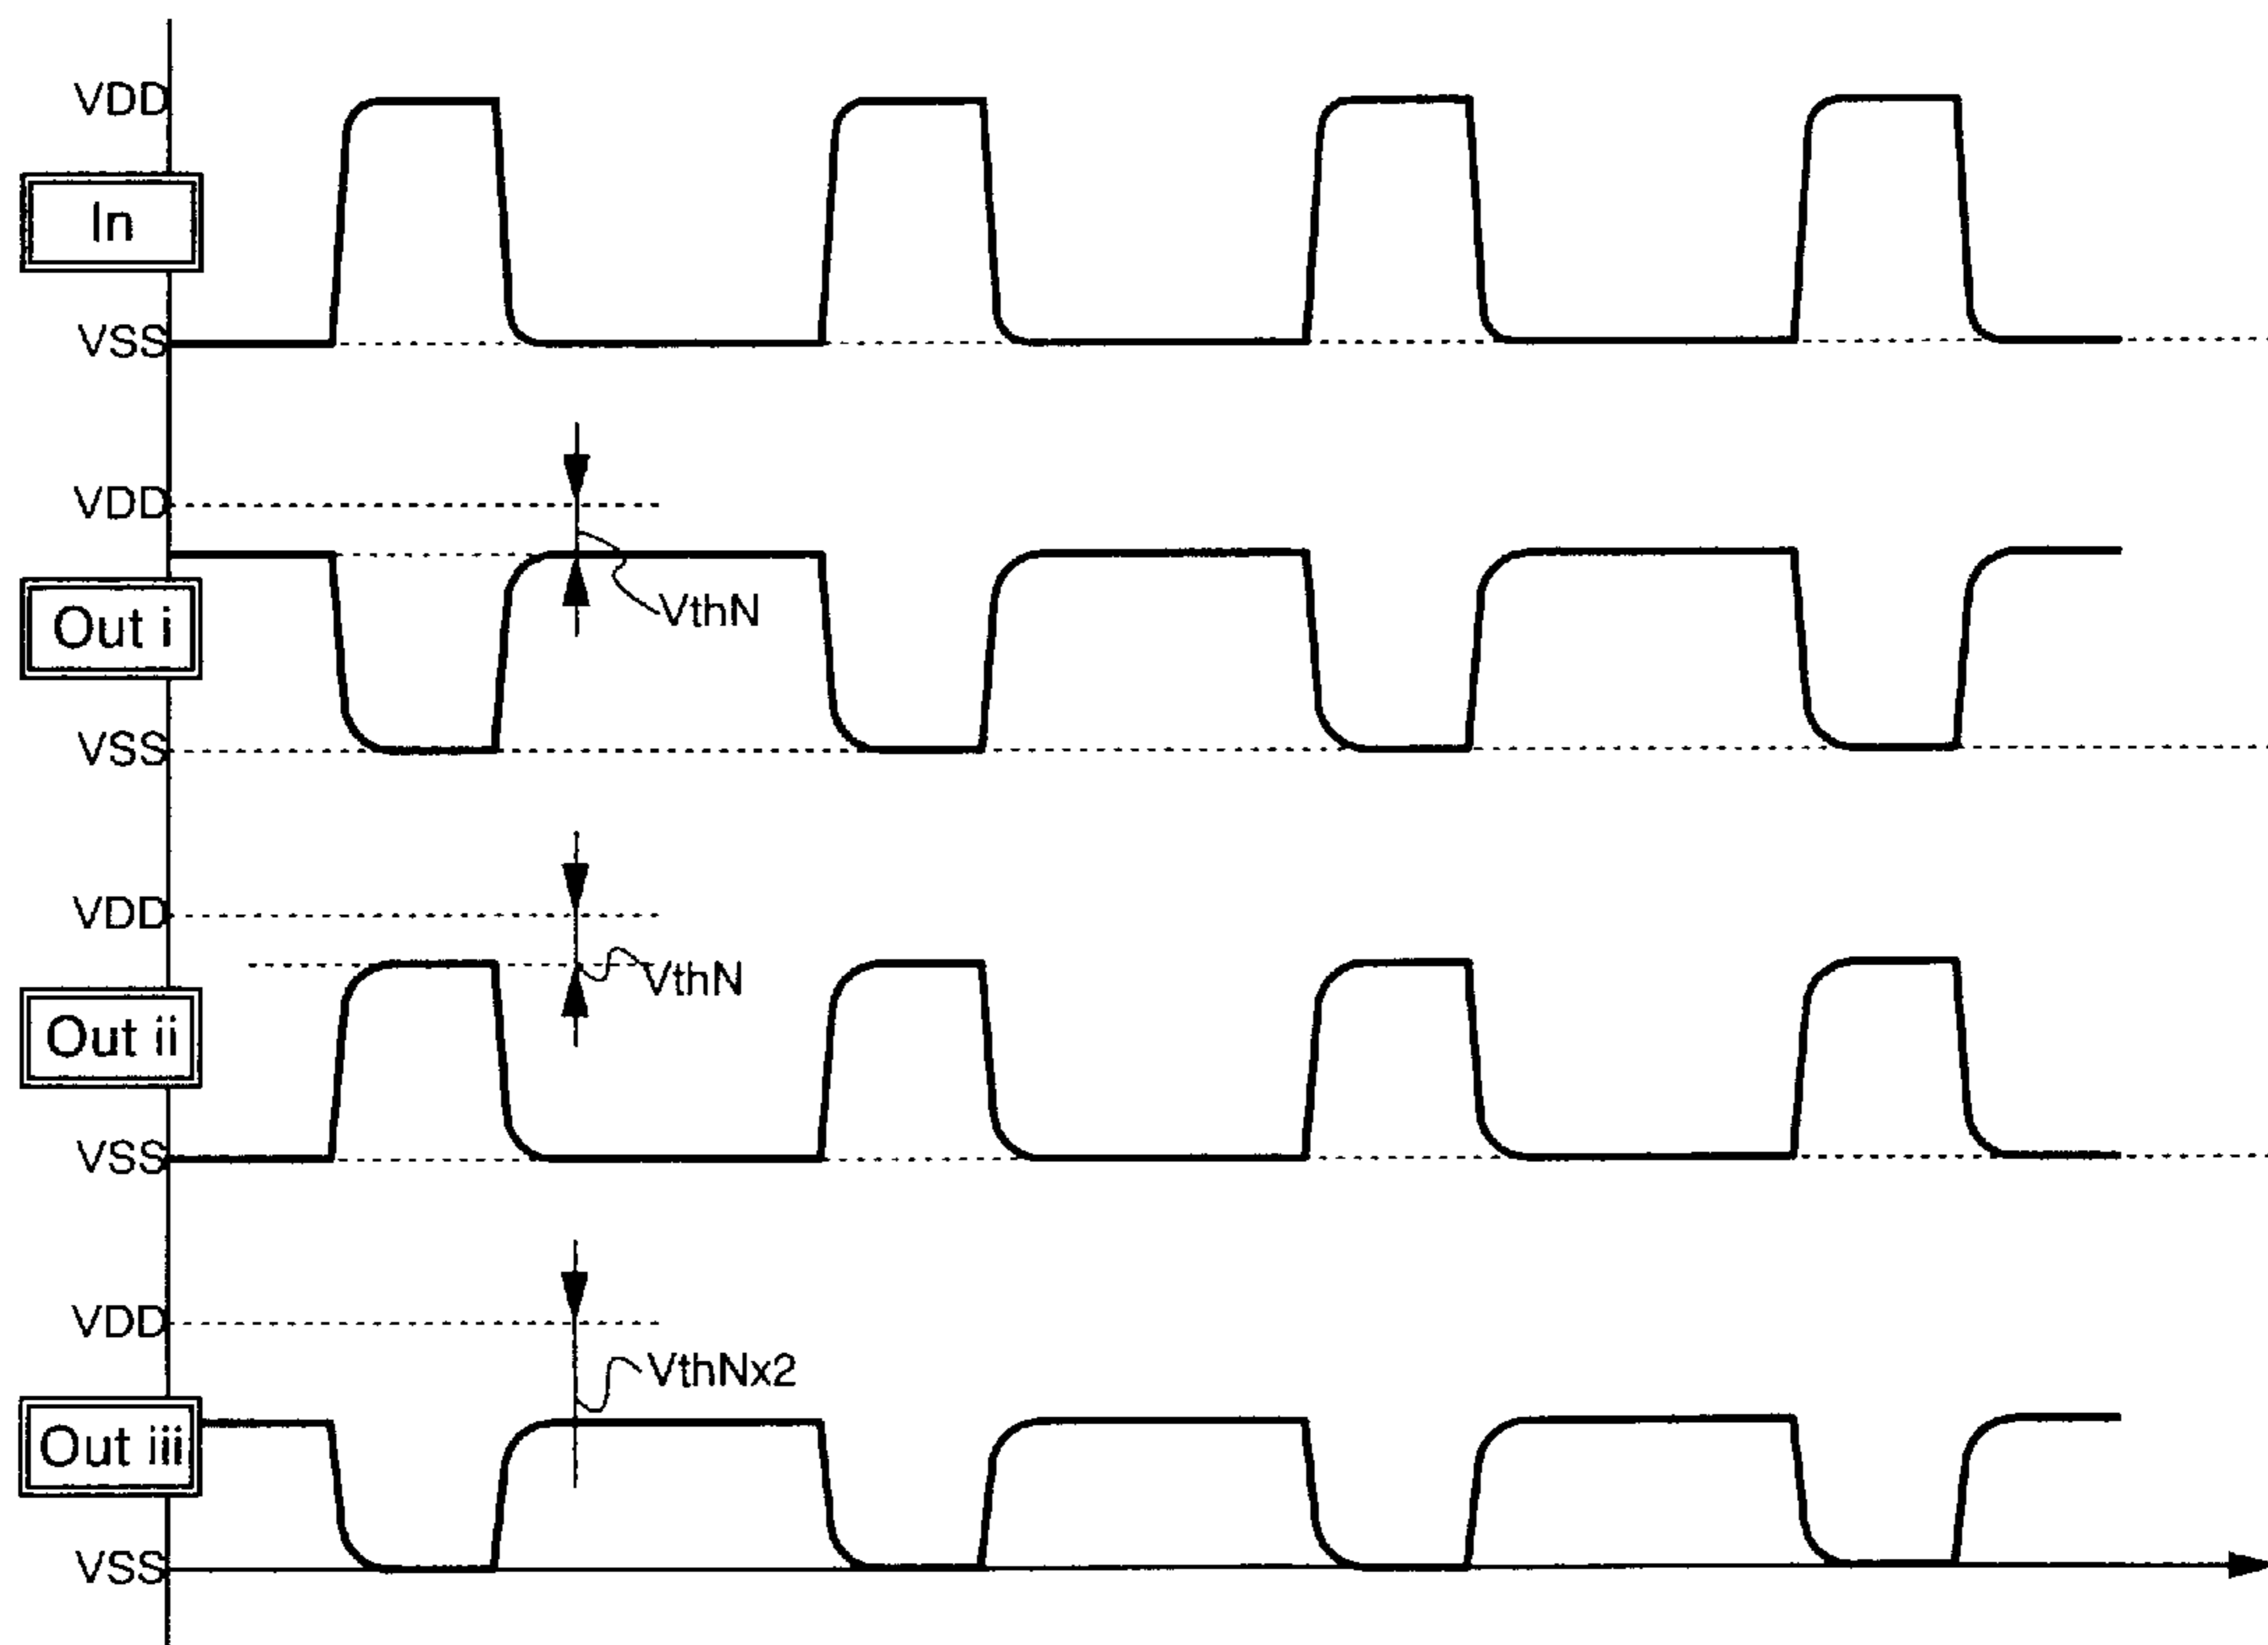 VDD
In
VSS
VDD
VthN
Out i
VSS
VDD
VthN
Out ii
VSS
VDD
VthNx2
Out iii
VSS